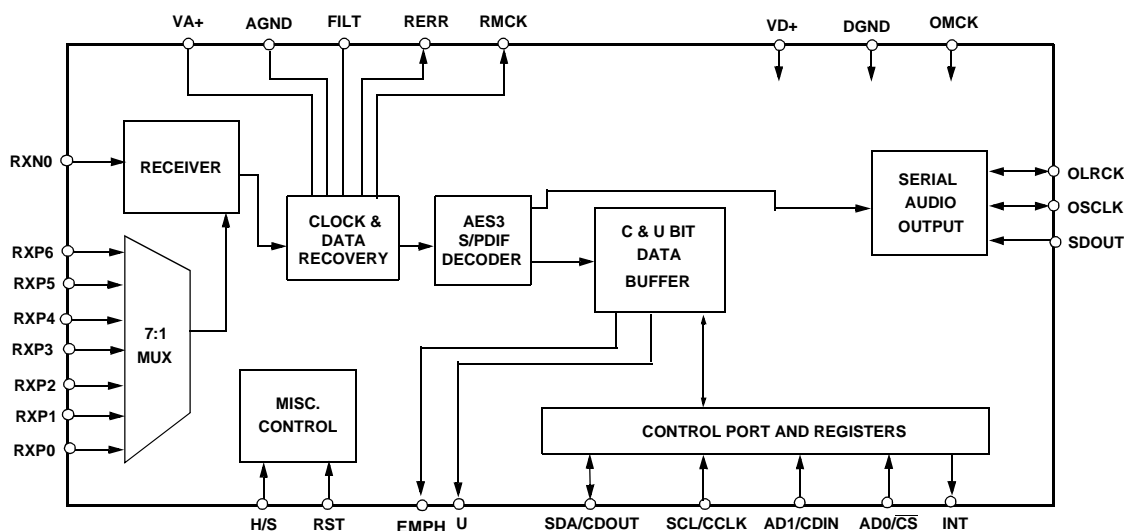 VA+
AGND
FILT
RERR
RMCK
VD+
DGND
OMCK
RXN0
RECEIVER
CLOCK &
DATA
RECOVERY
AES3
S/PDIF
DECODER
C & U BIT
DATA
BUFFER
SERIAL
AUDIO
OUTPUT
OLRCK
OSCLK
SDOUT
RXP6
RXP5
RXP4
RXP3
RXP2
RXP1
RXP0
7:1
MUX
MISC.
CONTROL
CONTROL PORT AND REGISTERS
H/S
RST
EMPH
U
SDA/CDOUT
SCL/CCLK
AD1/CDIN
AD0/C̅S̅
INT